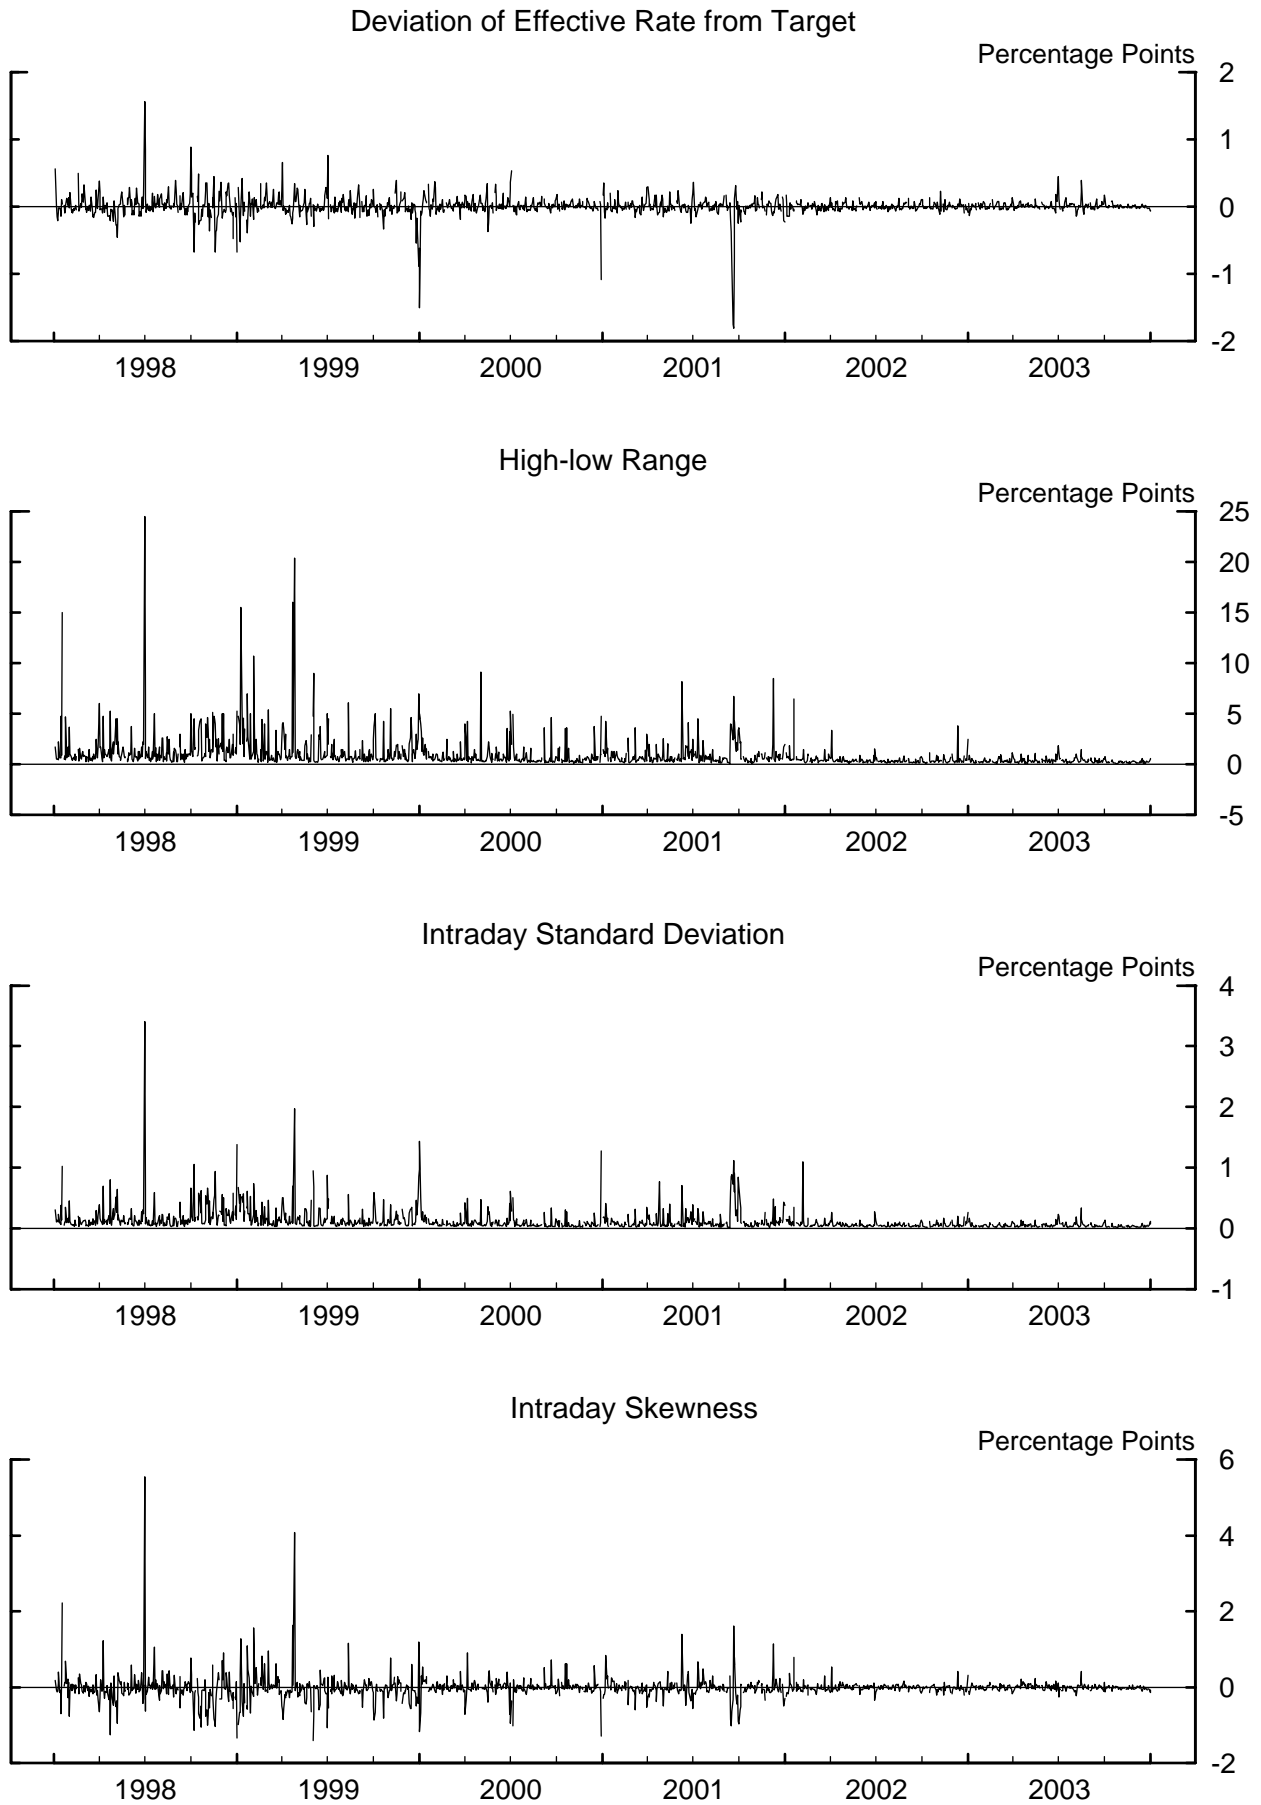 Deviation of Effective Rate from Target
Percentage Points
2
1
0
-1
-2
1998 1999 2000 2001 2002 2003
High-low Range
Percentage Points
25
20
15
10
5
0
-5
1998 1999 2000 2001 2002 2003
Intraday Standard Deviation
Percentage Points
4
3
2
1
0
-1
1998 1999 2000 2001 2002 2003
Intraday Skewness
Percentage Points
6
4
2
0
-2
1998 1999 2000 2001 2002 2003